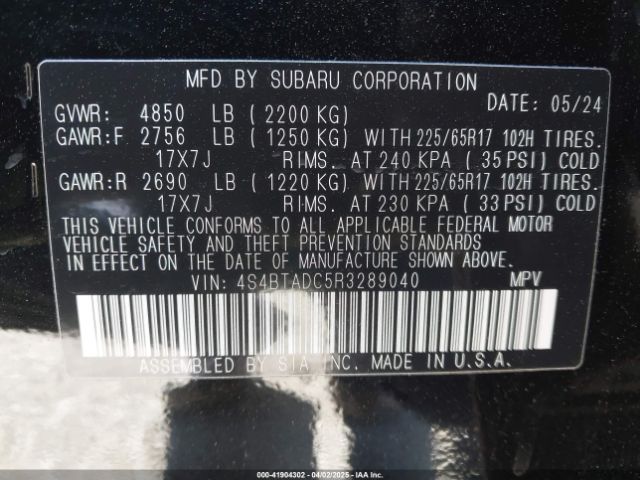 MFD BY SUBARU CORPORATION
DATE: 05/24
GVWR: 4850 LB ( 2200 KG)
GAWR:F 2756 LB ( 1250 KG) WITH 225/65R17 102H TIRES.
17X7J RIMS. AT 240 KPA ( 35 PSI) COLD
GAWR:R 2690 LB ( 1220 KG) WITH 225/65R17 102H TIRES.
17X7J RIMS. AT 230 KPA ( 33 PSI) COLD
THIS VEHICLE CONFORMS TO ALL APPLICABLE FEDERAL MOTOR
VEHICLE SAFETY AND THEFT PREVENTION STANDARDS
IN EFFECT ON THE DATE OF MANUFACTURE SHOWN ABOVE.
VIN: 4S4BTADC5R3289040 MPV
ASSEMBLED BY SIA INC. MADE IN U.S.A.
000-41904302 - 04/02/2025 - IAA Inc.